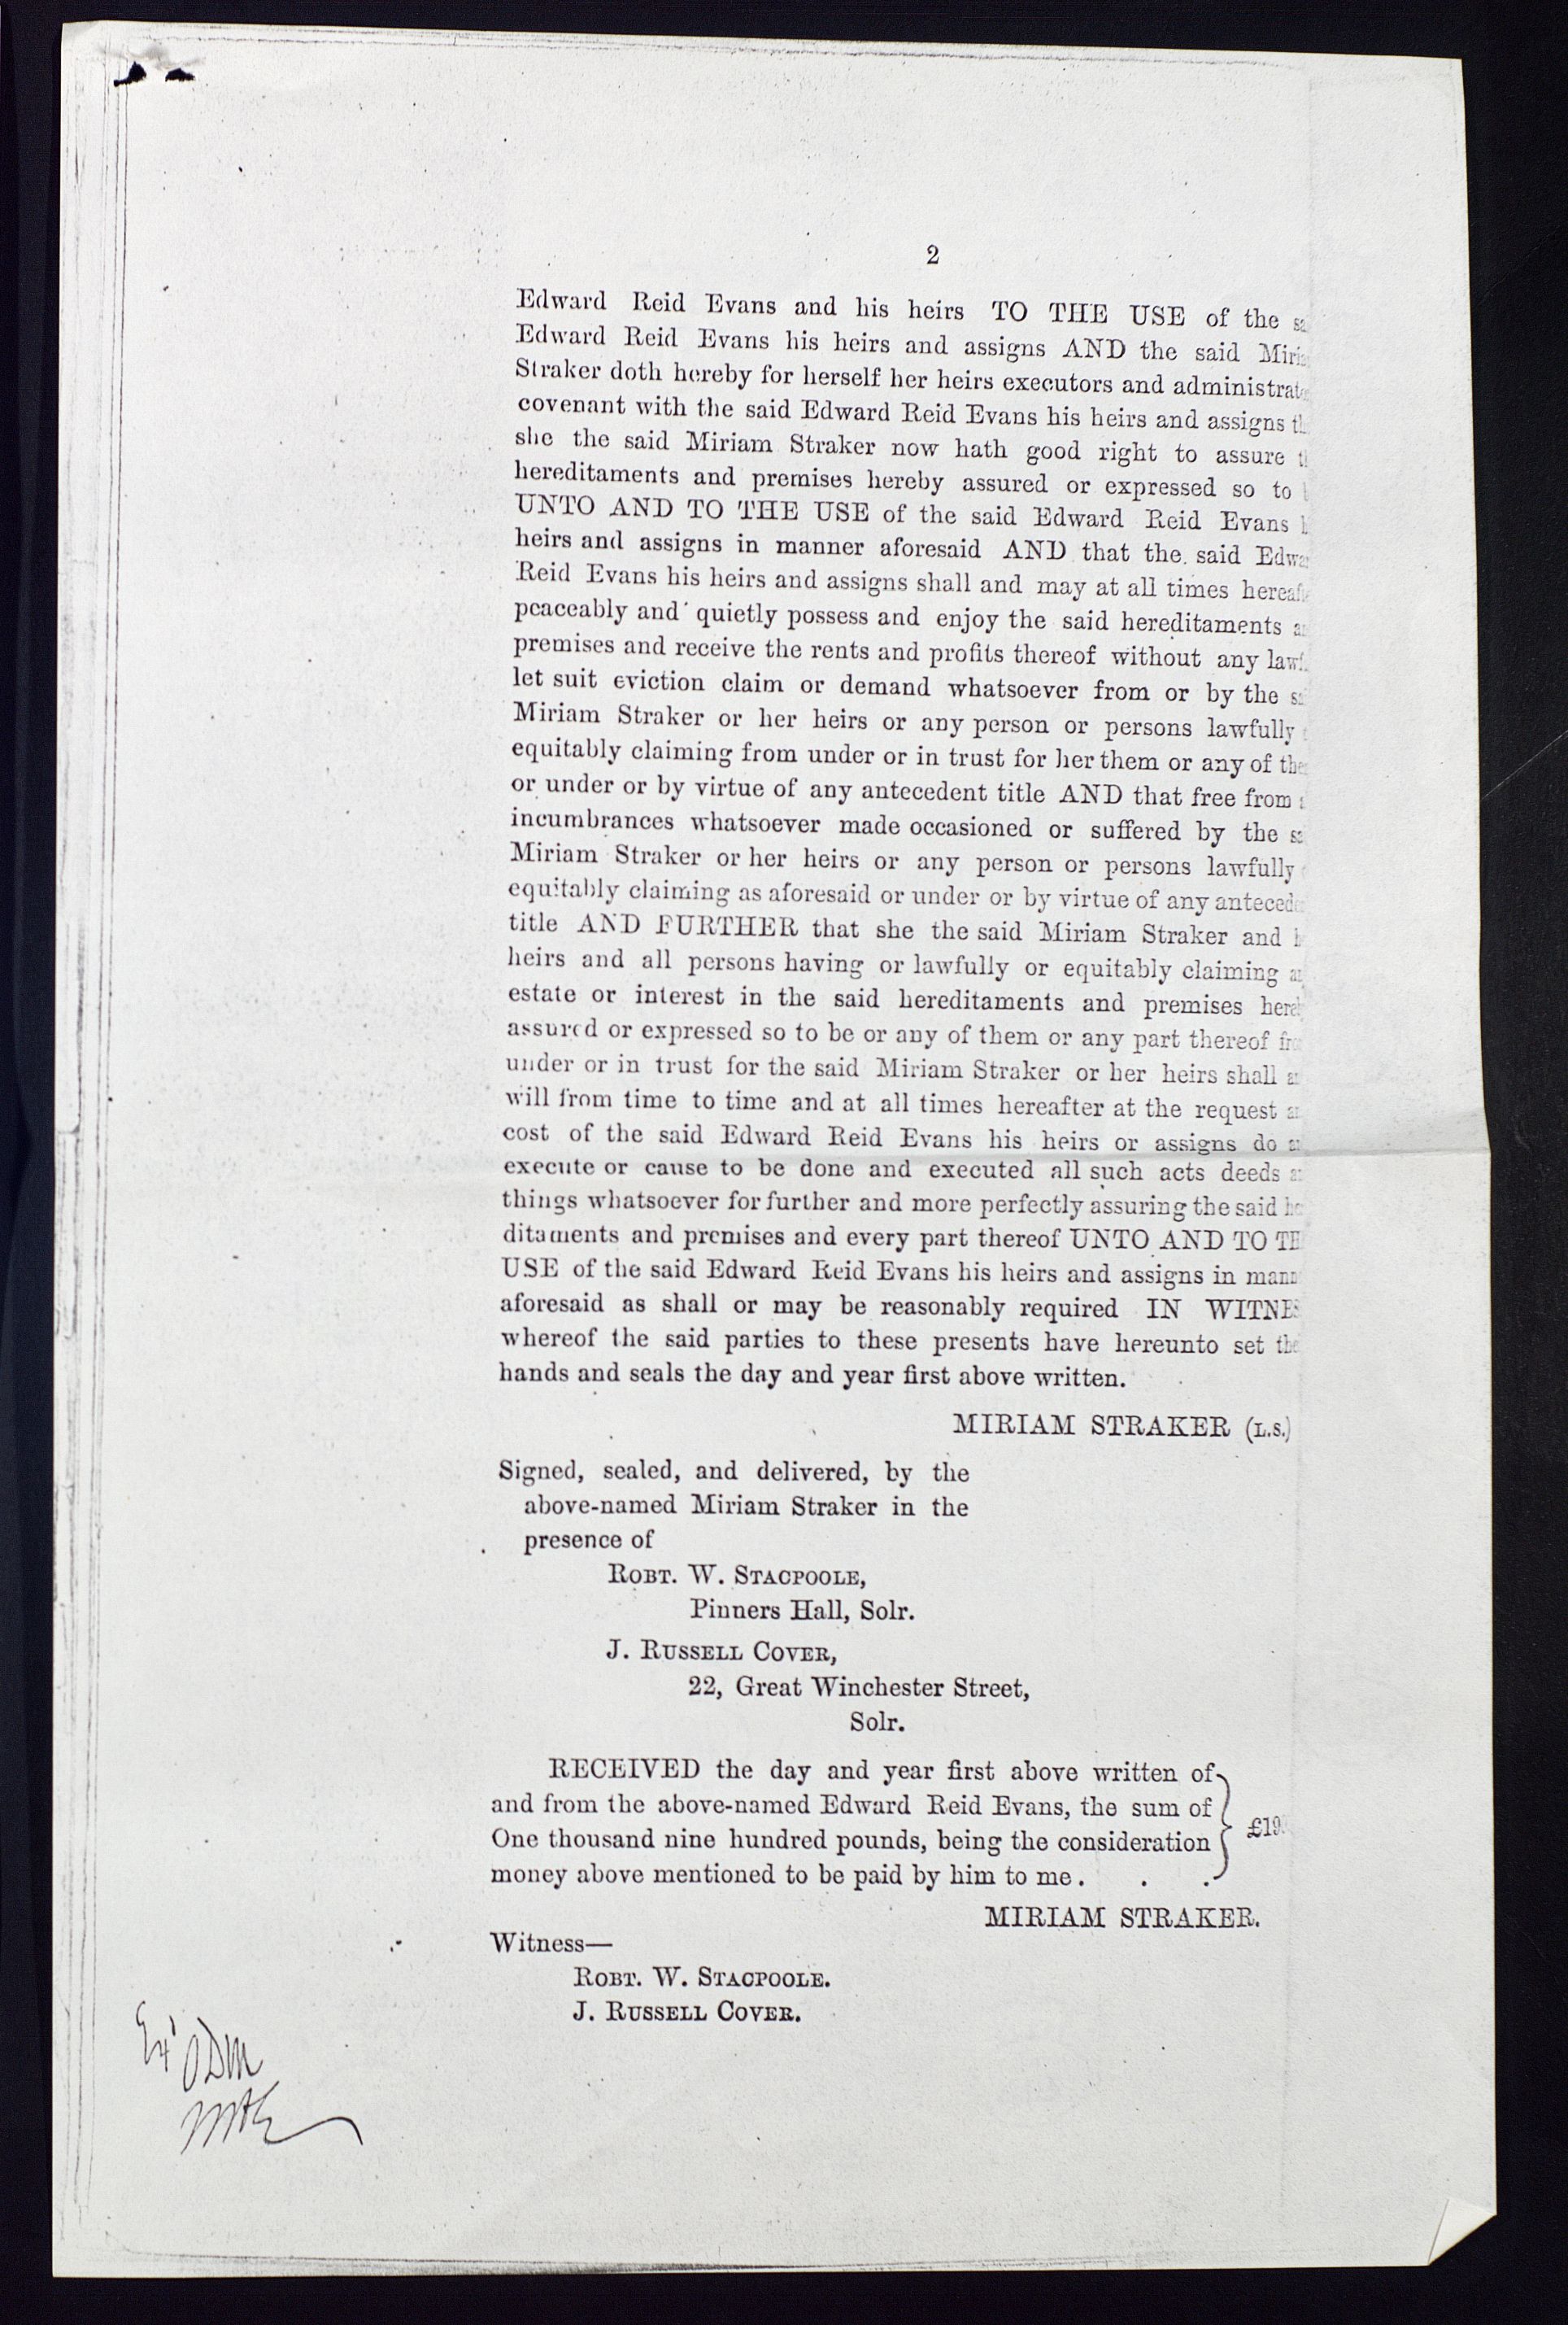 2
Edward Reid Evans and his heirs TO THE USE of the
Edward Reid Evans his heirs and assigns AND the said
Straker doth hereby for herself her heirs executors and
covenant with the said Edward Reid Evans his heirs and assigns
she the said Miriam Straker now hath good right to assure
hereditaments and premises hereby assured or expressed so to
UNTO AND TO THE USE of the said Edward Reid Evans
heirs and assigns in manner aforesaid AND that the said
Reid Evans his heirs and assigns shall and may at all times
peaceably and quietly possess and enjoy the said hereditaments
premises and receive the rents and profits thereof without any
let suit eviction claim or demand whatsoever from or by the
Miriam Straker or her heirs or any person or persons lawfully
equitably claiming from under or in trust for her them or any of
or under or by virtue of any antecedent title AND that free from
incumbrances whatsoever made occasioned or suffered by the
Miriam Straker or her heirs or any person or persons lawfully
equitably claiming as aforesaid or under or by virtue of any
title AND FURTHER that she the said Miriam Straker and
heirs and all persons having or lawfully or equitably claiming
estate or interest in the said hereditaments and premises
assured or expressed so to be or any of them or any part thereof
under or in trust for the said Miriam Straker or her heirs shall
will from time to time and at all times hereafter at the request
cost of the said Edward Reid Evans his heirs or assigns do
execute or cause to be done and executed all such acts deeds
things whatsoever for further and more perfectly assuring the said
ditaments and premises and every part thereof UNTO AND TO
USE of the said Edward Reid Evans his heirs and assigns in
aforesaid as shall or may be reasonably required IN
whereof the said parties to these presents have hereunto set
hands and seals the day and year first above written.
MIRIAM STRAKER (L.S.)
Signed, sealed, and delivered, by the
above-named Miriam Straker in the
presence of
ROBT. W. STACPOOLE,
Pinners Hall, Solr.
J. RUSSELL COVER,
22, Great Winchester Street,
Solr.
RECEIVED the day and year first above written of
and from the above-named Edward Reid Evans, the sum of
One thousand nine hundred pounds, being the consideration
money above mentioned to be paid by him to me . . .
MIRIAM STRAKER.
Witness—
ROBT. W. STACPOOLE.
J. RUSSELL COVER.